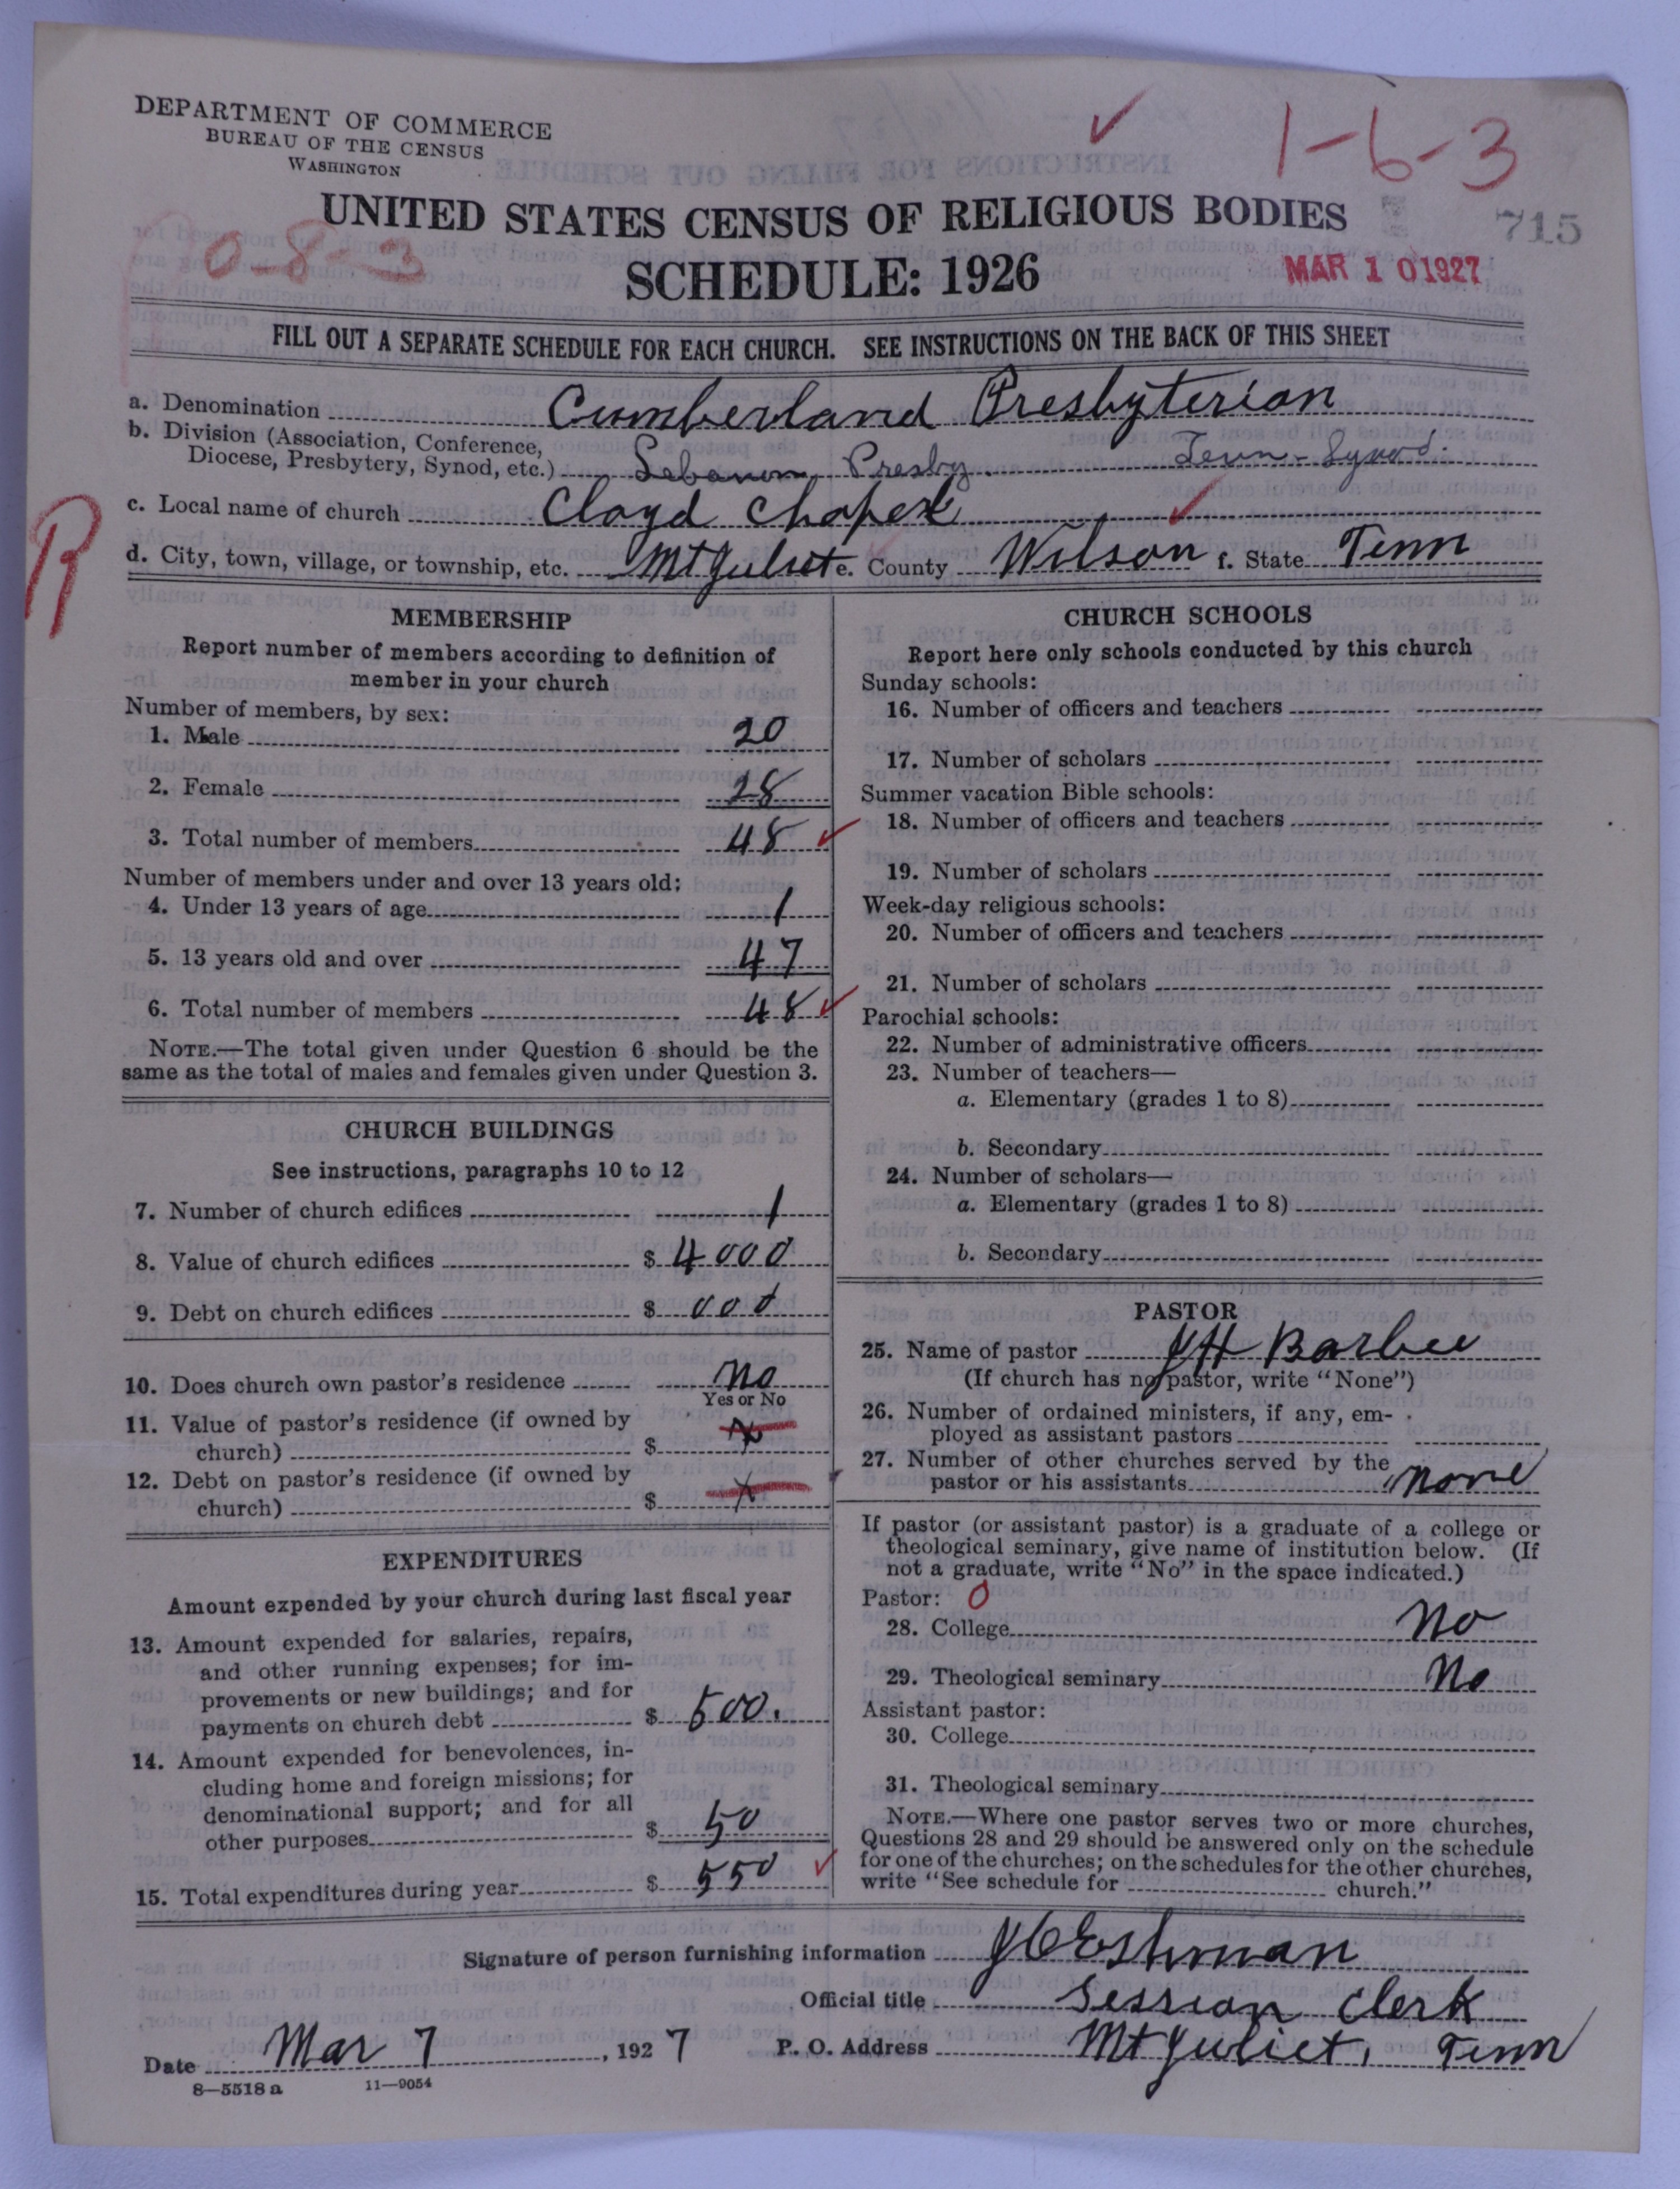 DEPARTMENT OF COMMERCE
BUREAU OF THE CENSUS
WASHINGTON
1-6-3
UNITED STATES CENSUS OF RELIGIOUS BODIES
715
0-8-3
SCHEDULE: 1926
MAR 10 1927
FILL OUT A SEPARATE SCHEDULE FOR EACH CHURCH. SEE INSTRUCTIONS ON THE BACK OF THIS SHEET
a. Denomination Cumberland Presbyterian
b. Division (Association, Conference,
Diocese, Presbytery, Synod, etc.) Lebanon Presby. Tenn-Synod.
c. Local name of church Cloyd Chapel
R
d. City, town, village, or township, etc. Mt Juliet e. County Wilson f. State Tenn
MEMBERSHIP
Report number of members according to definition of
member in your church
Number of members, by sex:
1. Male 20
2. Female 28
3. Total number of members 48
Number of members under and over 13 years old:
4. Under 13 years of age 1
5. 13 years old and over 47
6. Total number of members 48
NOTE.—The total given under Question 6 should be the
same as the total of males and females given under Question 3.
CHURCH BUILDINGS
See instructions, paragraphs 10 to 12
7. Number of church edifices 1
8. Value of church edifices $ 4000
9. Debt on church edifices $ 000
10. Does church own pastor's residence No
Yes or No
11. Value of pastor's residence (if owned by
church) $ x
12. Debt on pastor's residence (if owned by
church) $ x
EXPENDITURES
Amount expended by your church during last fiscal year
13. Amount expended for salaries, repairs,
and other running expenses; for im-
provements or new buildings; and for
payments on church debt $ 500.
14. Amount expended for benevolences, in-
cluding home and foreign missions; for
denominational support; and for all
other purposes $ 50
15. Total expenditures during year $ 550
CHURCH SCHOOLS
Report here only schools conducted by this church
Sunday schools:
16. Number of officers and teachers
17. Number of scholars
Summer vacation Bible schools:
18. Number of officers and teachers
19. Number of scholars
Week-day religious schools:
20. Number of officers and teachers
21. Number of scholars
Parochial schools:
22. Number of administrative officers
23. Number of teachers—
a. Elementary (grades 1 to 8)
b. Secondary
24. Number of scholars—
a. Elementary (grades 1 to 8)
b. Secondary
PASTOR
25. Name of pastor JH Barbee
(If church has no pastor, write "None")
26. Number of ordained ministers, if any, em-
ployed as assistant pastors
27. Number of other churches served by the
pastor or his assistants none
If pastor (or assistant pastor) is a graduate of a college or
theological seminary, give name of institution below. (If
not a graduate, write "No" in the space indicated.)
Pastor: 0
28. College No
29. Theological seminary No
Assistant pastor:
30. College
31. Theological seminary
NOTE.—Where one pastor serves two or more churches,
Questions 28 and 29 should be answered only on the schedule
for one of the churches; on the schedules for the other churches,
write "See schedule for church."
Signature of person furnishing information J C Eshman
Official title Session Clerk
Date Mar 7, 1927 P. O. Address Mt Juliet, Tenn
8—5518 a 11—9054